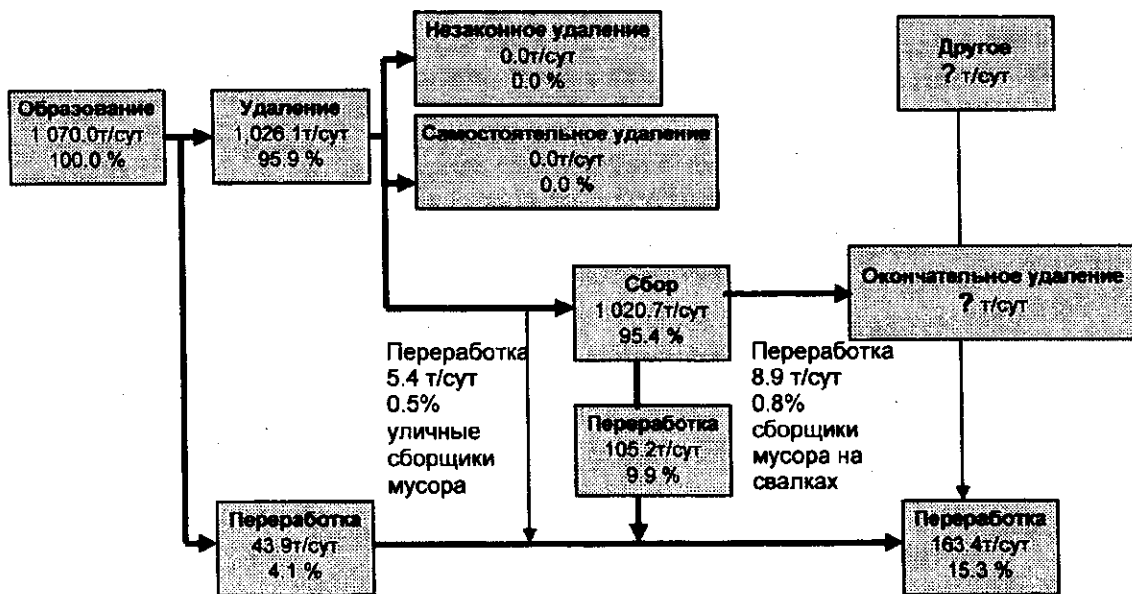 Незаконное удаление
0.0т/сут
0.0 %
Другое
? т/сут
Образование
1 070.0т/сут
100.0 %
Удаление
1,026.1т/сут
95.9 %
Самостоятельное удаление
0.0т/сут
0.0 %
Сбор
1 020.7т/сут
95.4 %
Окончательное удаление
? т/сут
Переработка
5.4 т/сут
0.5%
уличные
сборщики
мусора
Переработка
8.9 т/сут
0.8%
сборщики
мусора на
свалках
Переработка
105.2т/сут
9.9 %
Переработка
43.9т/сут
4.1 %
Переработка
163.4т/сут
15.3 %